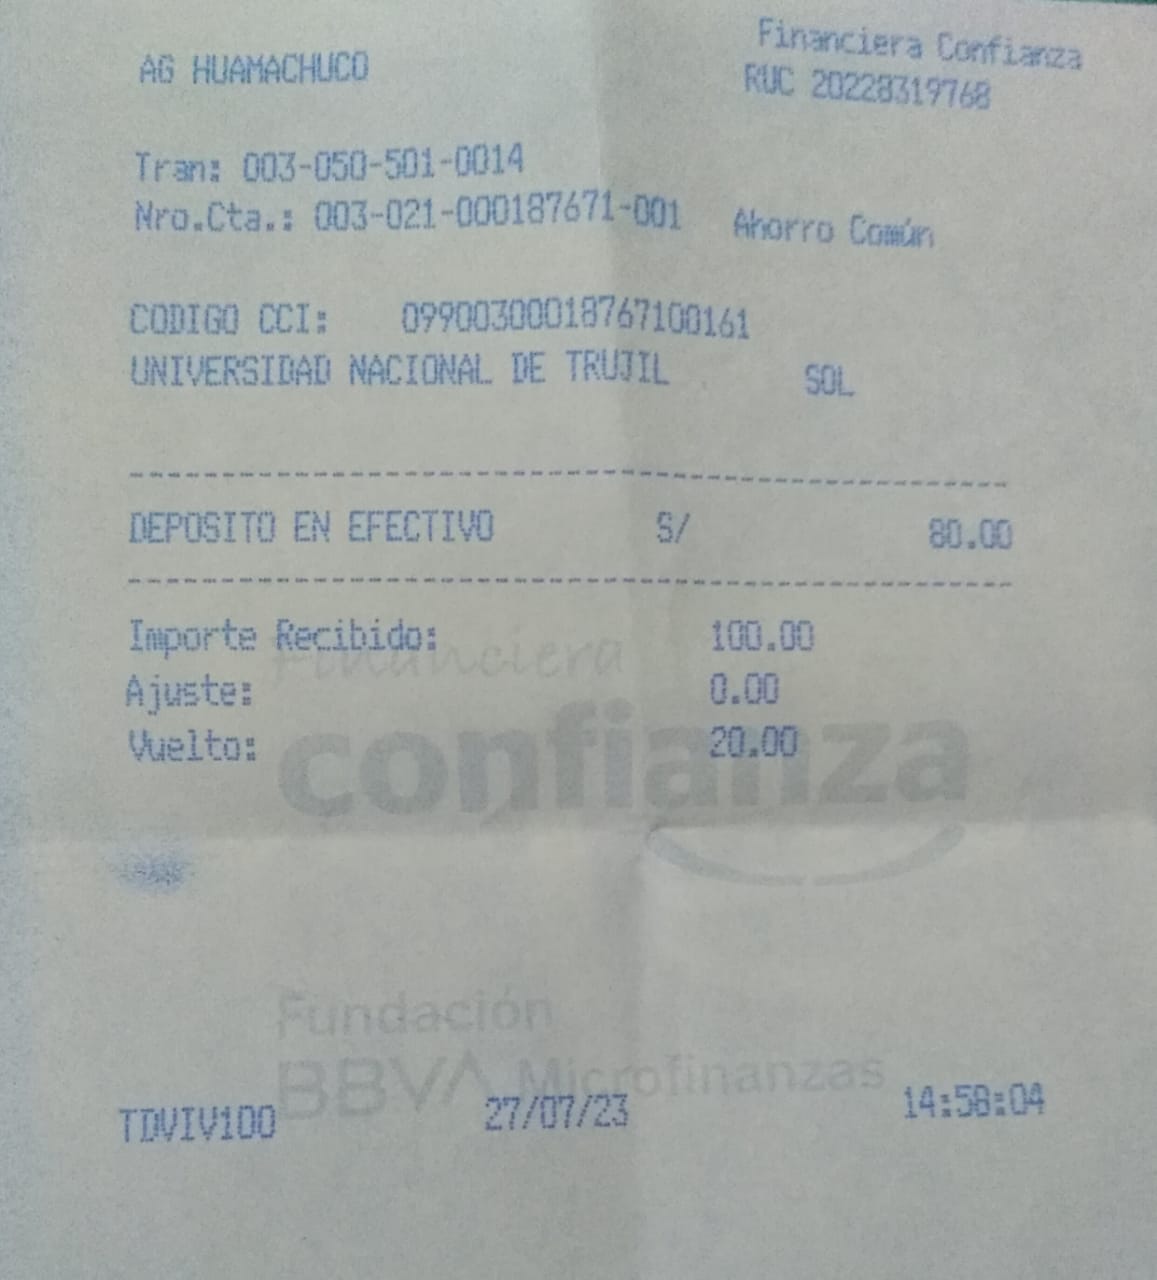 AG HUAMACHUCO
Financiera Confianza
RUC 20228319768
Tran: 003-050-501-0014
Nro.Cta.: 003-021-000187671-001 Ahorro Común
CODIGO CCI: 09900300018767100161
UNIVERSIDAD NACIONAL DE TRUJIL SOL
DEPOSITO EN EFECTIVO S/ 80.00
Importe Recibido: 100.00
Financiera
Ajuste: 0.00
Vuelto: 20.00
confianza
Fundación
BBVA Microfinanzas
TDVIV100 27/07/23 14:58:04